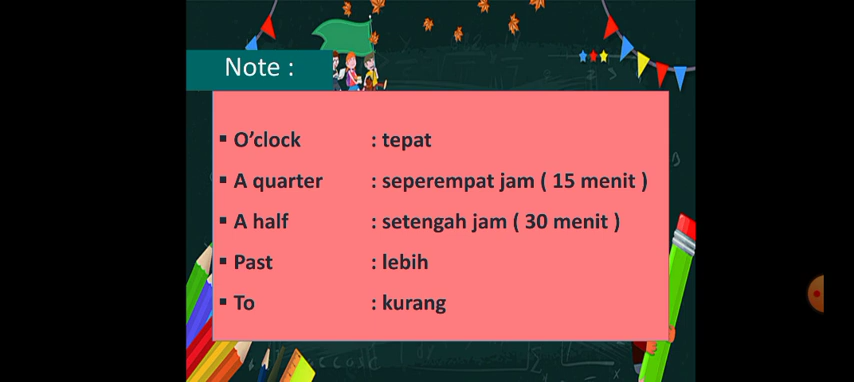 Note :
▪ O’clock : tepat
▪ A quarter : seperempat jam ( 15 menit )
▪ A half : setengah jam ( 30 menit )
▪ Past : lebih
▪ To : kurang